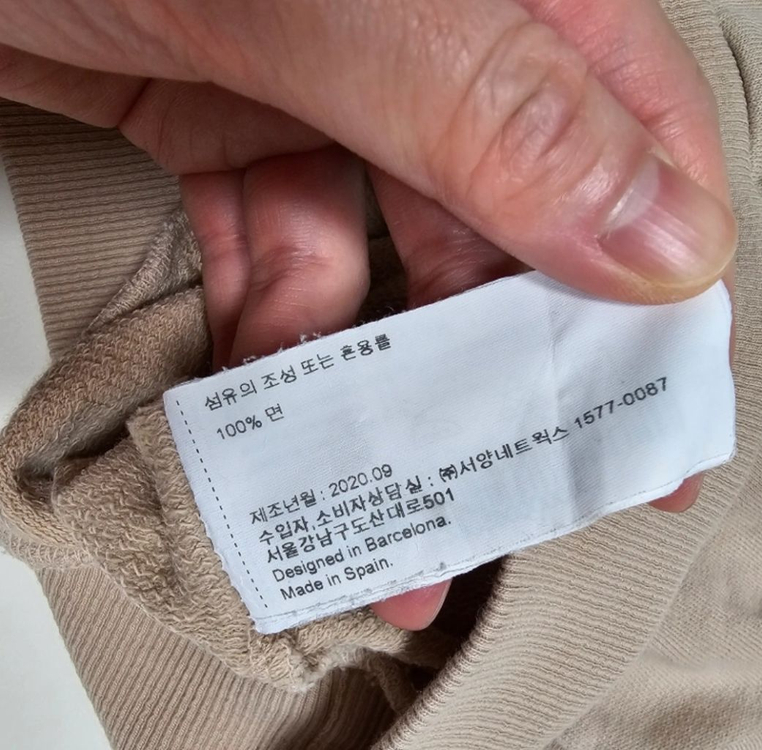 섬유의 조성 또는 혼용률
100% 면
제조년월 : 2020.09
수입자,소비자상담실 : ㈜서양네트웍스 1577-0087
서울강남구도산대로501
Designed in Barcelona.
Made in Spain.